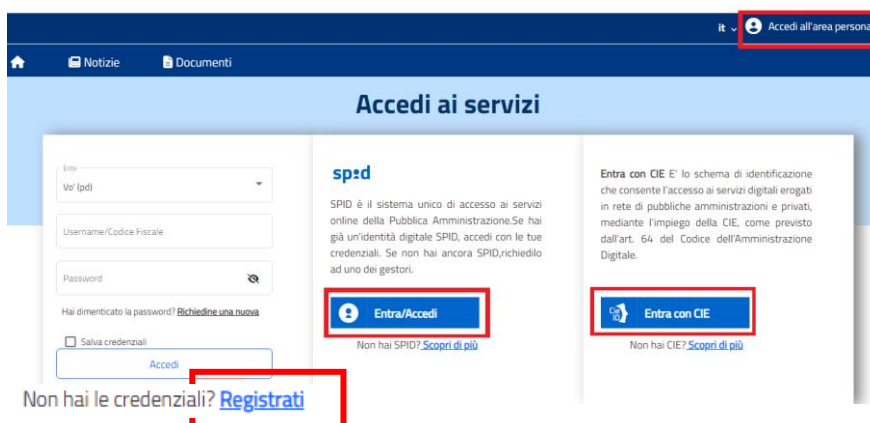 it Accedi all'area persona
Notizie Documenti
Accedi ai servizi
Ente
Vo' (pd)
Username/Codice Fiscale
Password
Hai dimenticato la password? Richiedine una nuova
Salva credenziali
Accedi
Non hai le credenziali? Registrati
sp:d
SPID è il sistema unico di accesso ai servizi
online della Pubblica Amministrazione.Se hai
già un'identità digitale SPID, accedi con le tue
credenziali. Se non hai ancora SPID,richiedilo
ad uno dei gestori.
Entra/Accedi
Non hai SPID? Scopri di più
Entra con CIE E' lo schema di identificazione
che consente l'accesso ai servizi digitali erogati
in rete di pubbliche amministrazioni e privati,
mediante l'impiego della CIE, come previsto
dall'art. 64 del Codice dell'Amministrazione
Digitale.
Cie
iD
Entra con CIE
Non hai CIE? Scopri di più